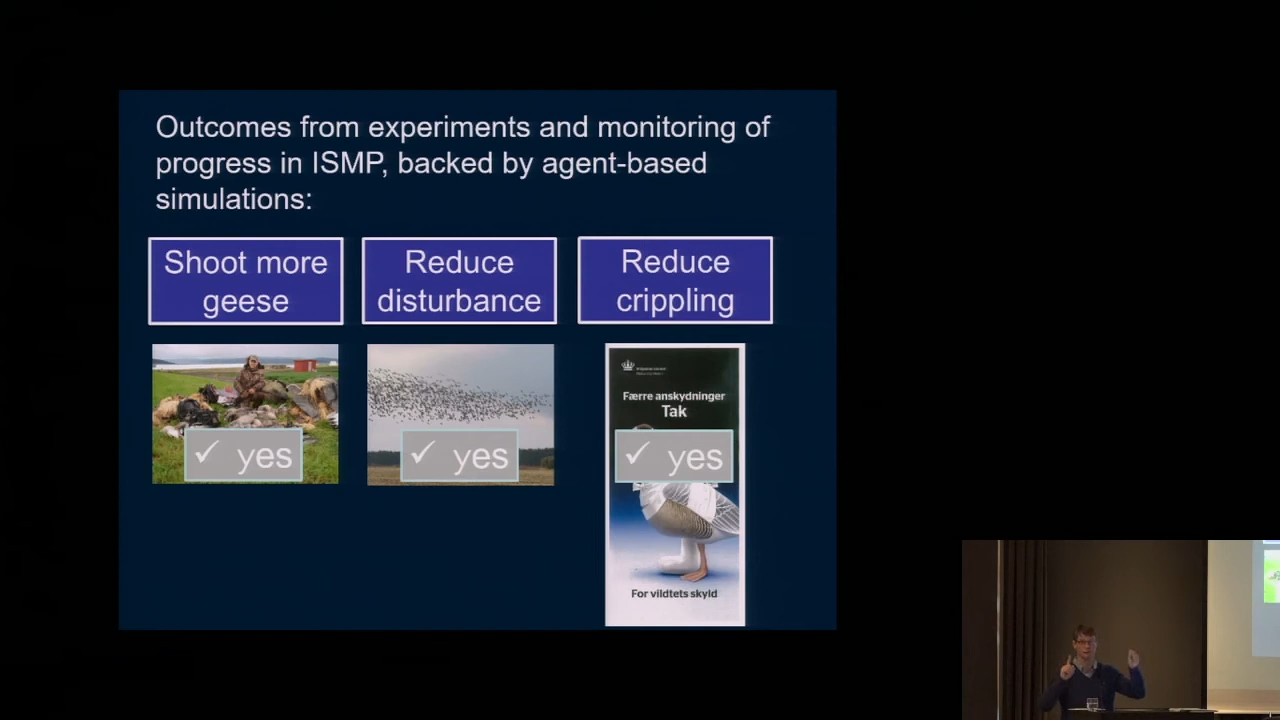 Outcomes from experiments and monitoring of
progress in ISMP, backed by agent-based
simulations:
Shoot more
geese
Reduce
disturbance
Reduce
crippling
✓ yes
✓ yes
Færre anskydninger
Tak
✓ yes
For vildtets skyld